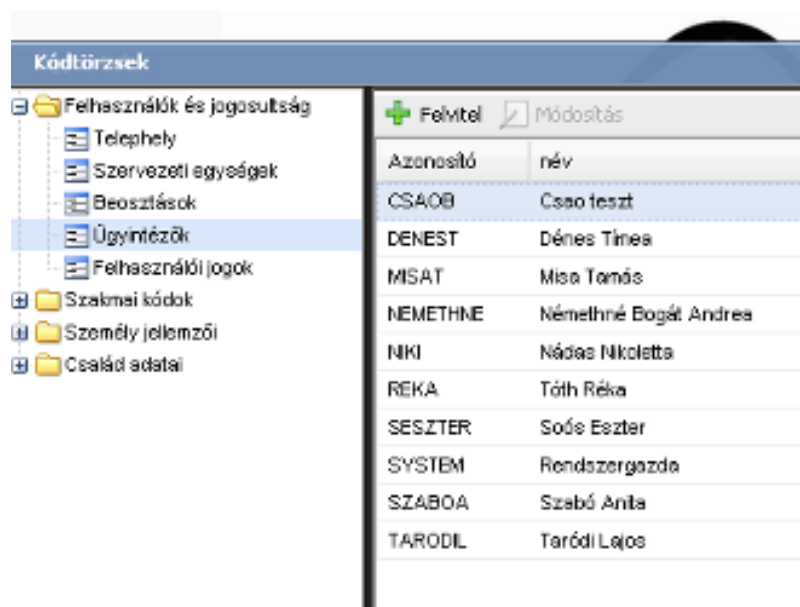 Kódtörzsek
Felhasználók és jogosultság
Telephely
Szervezeti egységek
Beosztások
Ügyintézők
Felhasználói jogok
Szakmai kódok
Személy jellemzői
Család adatai
Felvitel Módosítás
Azonosító név
CSAOB Csao teszt
DENEST Dénes Tímea
MISAT Misa Tamás
NEMETHNE Némethné Bogát Andrea
NIKI Nádas Nikoletta
REKA Tóth Réka
SESZTER Soós Eszter
SYSTEM Rendszergazda
SZABOA Szabó Anita
TARODIL Taródi Lajos